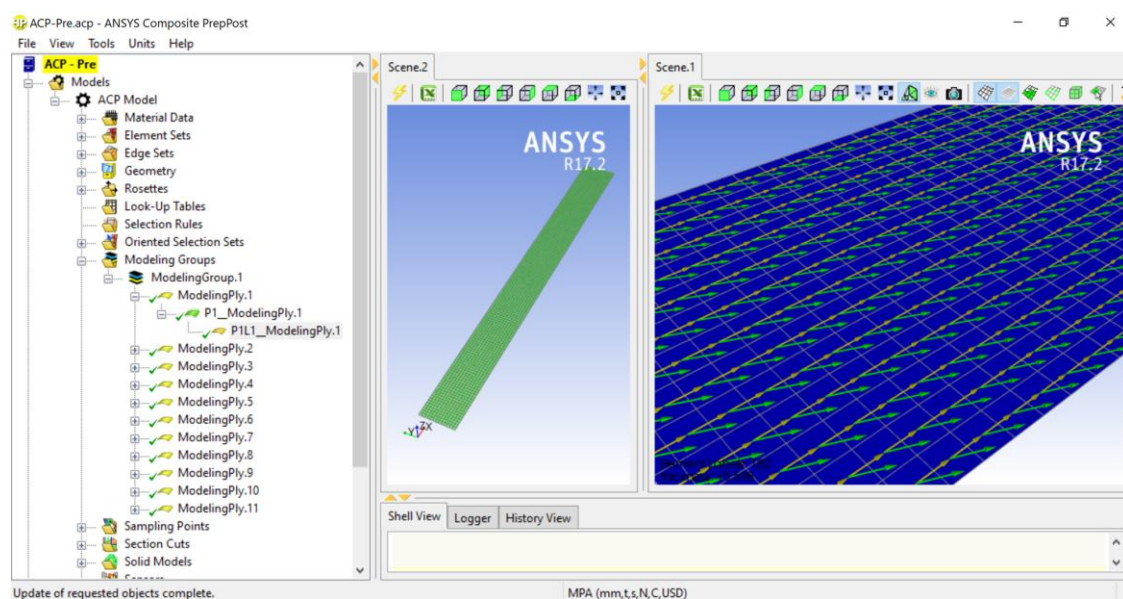 ACP-Pre.acp - ANSYS Composite PrepPost
File View Tools Units Help
ACP - Pre
Models
ACP Model
Material Data
Element Sets
Edge Sets
Geometry
Rosettes
Look-Up Tables
Selection Rules
Oriented Selection Sets
Modeling Groups
ModelingGroup.1
ModelingPly.1
P1__ModelingPly.1
P1L1__ModelingPly.1
ModelingPly.2
ModelingPly.3
ModelingPly.4
ModelingPly.5
ModelingPly.6
ModelingPly.7
ModelingPly.8
ModelingPly.9
ModelingPly.10
ModelingPly.11
Sampling Points
Section Cuts
Solid Models
Scene.2
ANSYS
R17.2
Y Z X
Scene.1
ANSYS
R17.2
Shell View Logger History View
Update of requested objects complete. MPA (mm,t,s,N,C,USD)